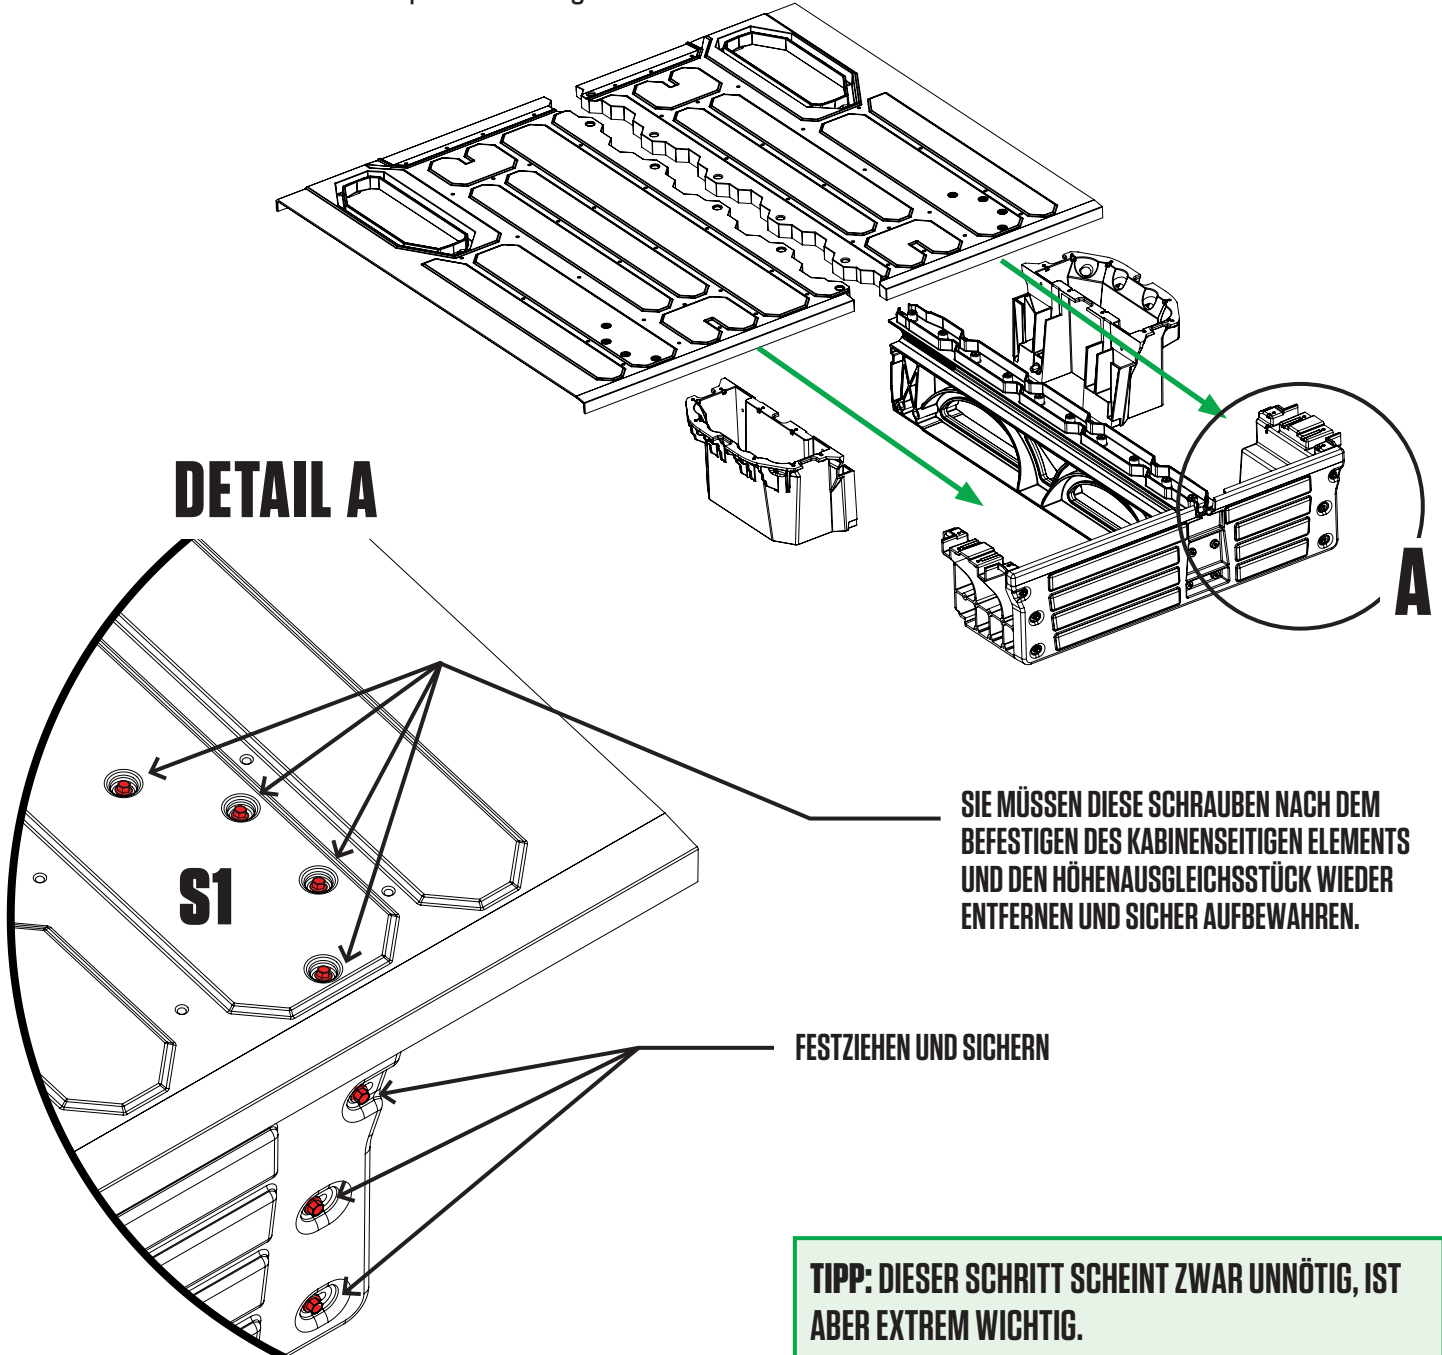 DETAIL A
A
SIE MÜSSEN DIESE SCHRAUBEN NACH DEM
BEFESTIGEN DES KABINENSEITIGEN ELEMENTS
UND DEN HÖHENAUSGLEICHSSTÜCK WIEDER
ENTFERNEN UND SICHER AUFBEWAHREN.
S1
FESTZIEHEN UND SICHERN
TIPP: DIESER SCHRITT SCHEINT ZWAR UNNÖTIG, IST
ABER EXTREM WICHTIG.